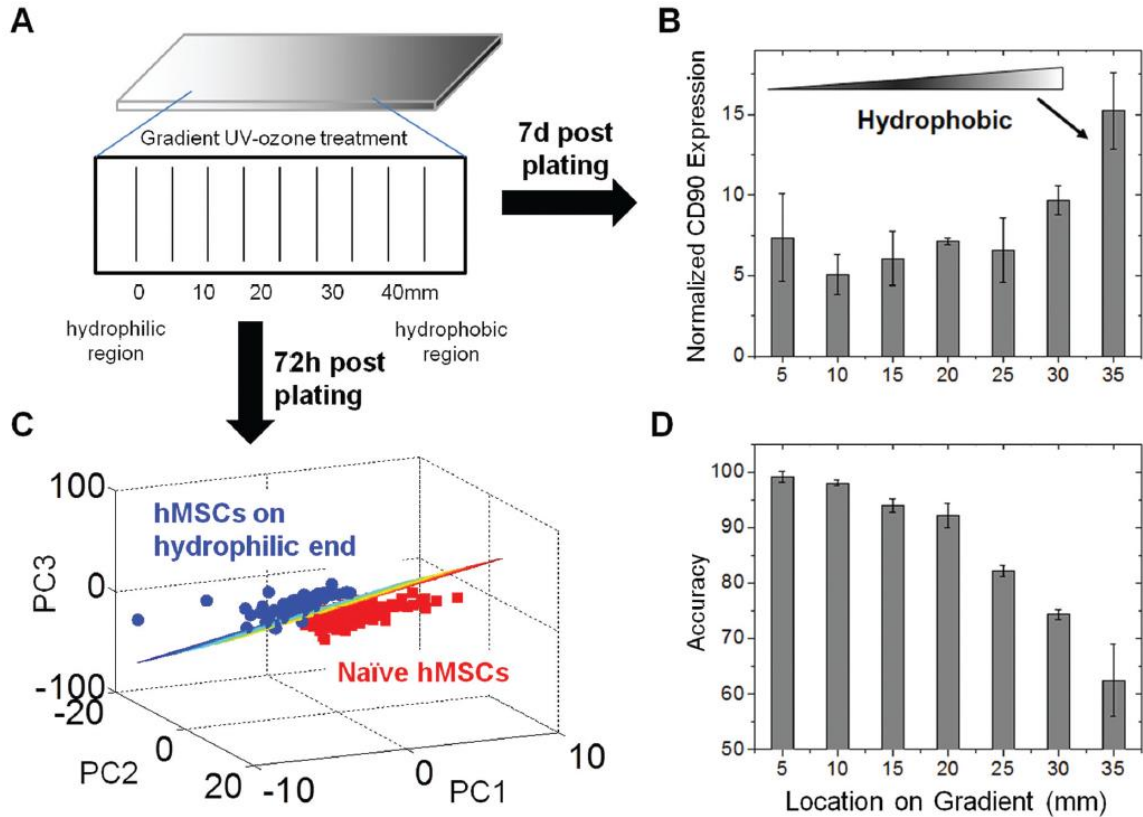 A
Gradient UV-ozone treatment
0 10 20 30 40mm
hydrophilic
region
hydrophobic
region
7d post
plating
72h post
plating
B
Normalized CD90 Expression
15
10
5
0
Hydrophobic
5 10 15 20 25 30 35
C
100
0
-100
PC3
hMSCs on
hydrophilic end
Naïve hMSCs
-20
0
20
PC2
-10
0
10
PC1
D
Accuracy
100
90
80
70
60
50
5 10 15 20 25 30 35
Location on Gradient (mm)